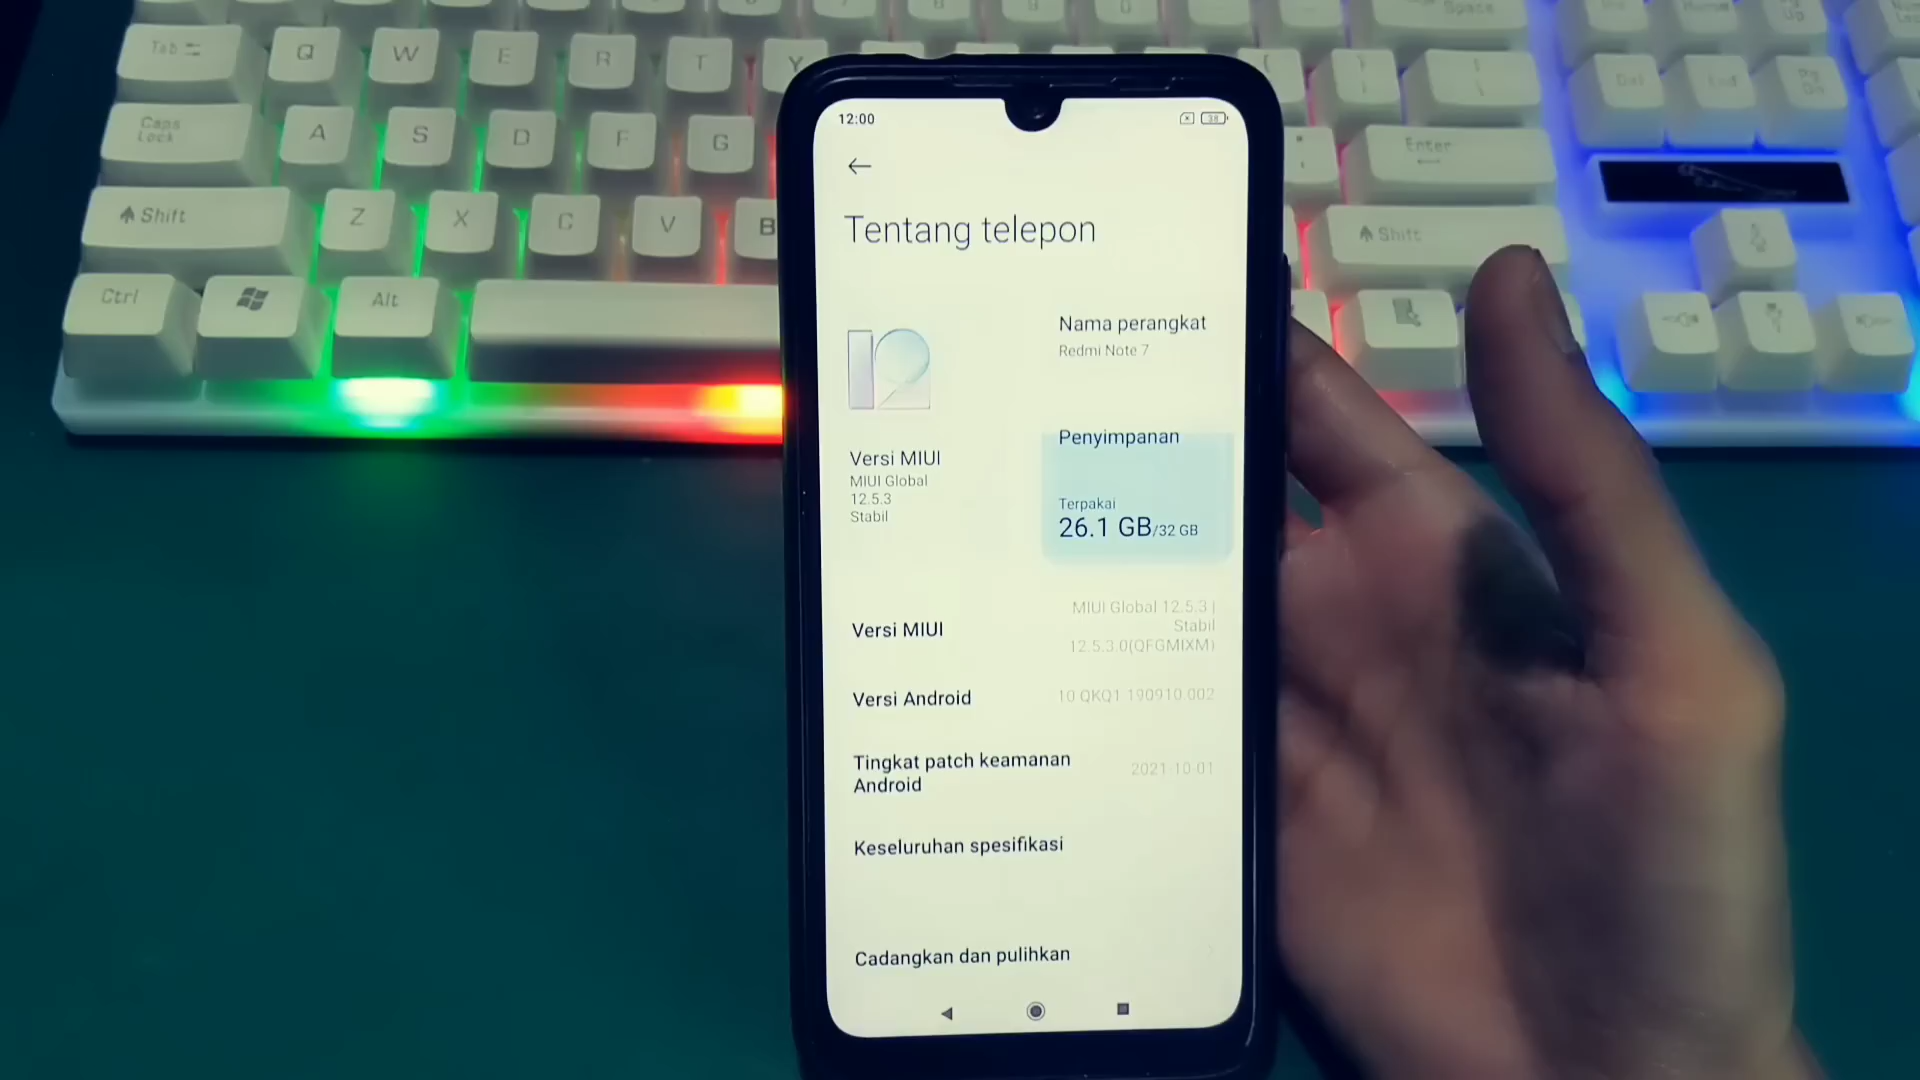 Tab
Q W E R T Y
Caps Lock
A S D F G
Enter
Shift
Z X C V B
Shift
Ctrl
Alt
12:00
38
Tentang telepon
12
Nama perangkat
Redmi Note 7
Versi MIUI
MIUI Global
12.5.3
Stabil
Penyimpanan
Terpakai
26.1 GB/32 GB
Versi MIUI
MIUI Global 12.5.3 |
Stabil
12.5.3.0(QFGMIXM)
Versi Android
10 QKQ1.190910.002
Tingkat patch keamanan
Android
2021-10-01
Keseluruhan spesifikasi
Cadangkan dan pulihkan